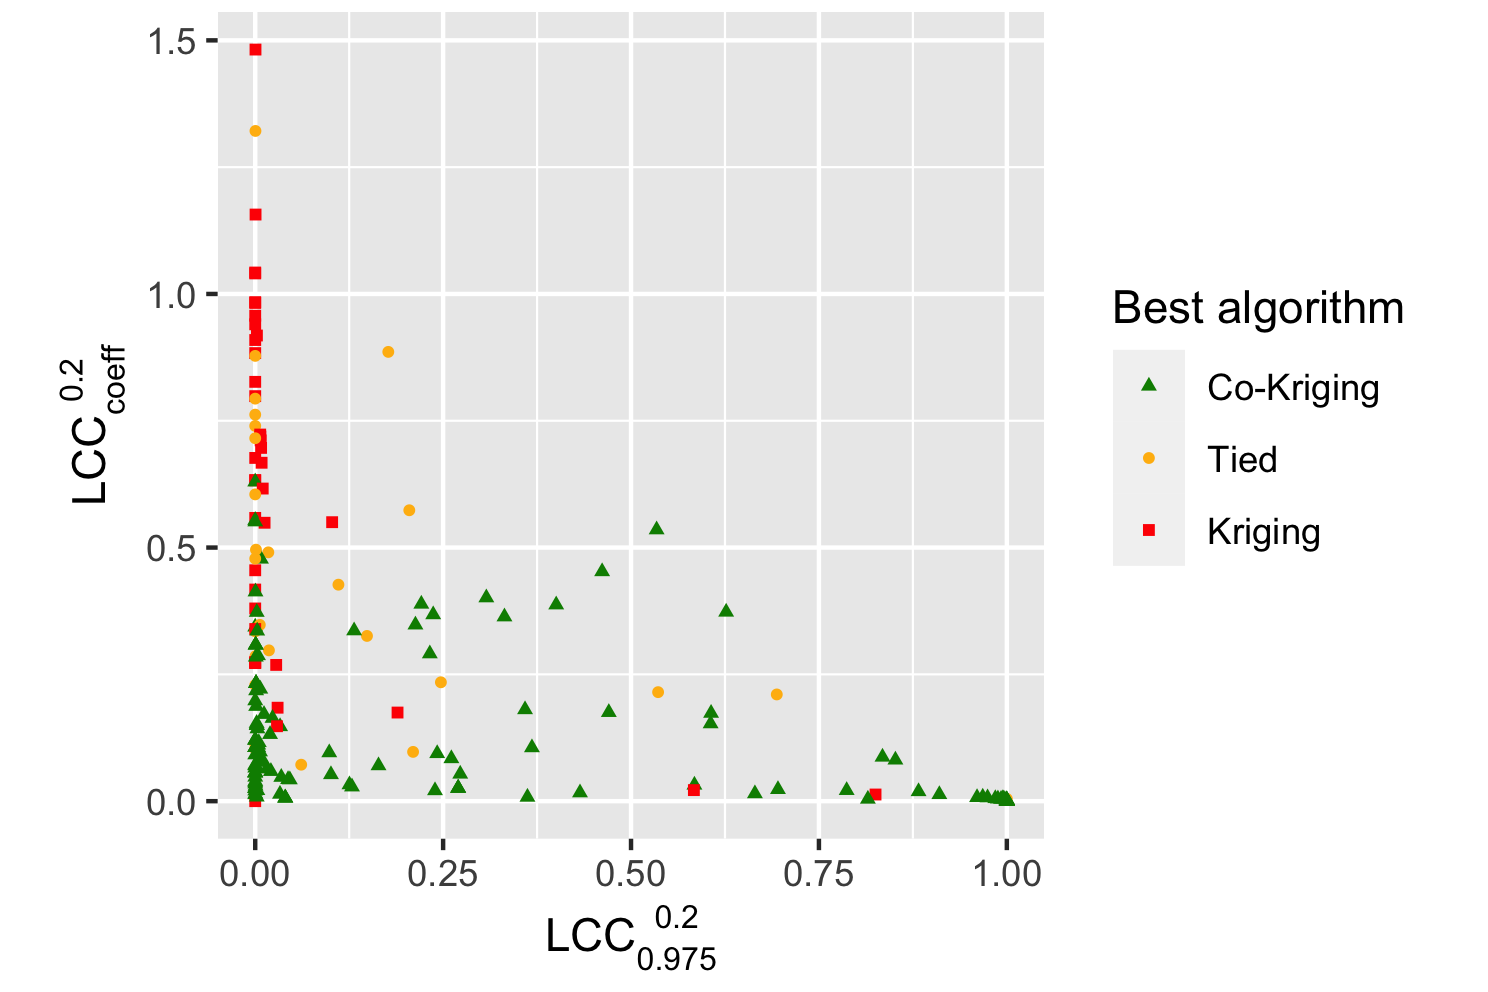 1.5
1.0
0.5
0.0
LCC^{0.2}_{coeff}
0.00 0.25 0.50 0.75 1.00
LCC^{0.2}_{0.975}
Best algorithm
Co-Kriging
Tied
Kriging